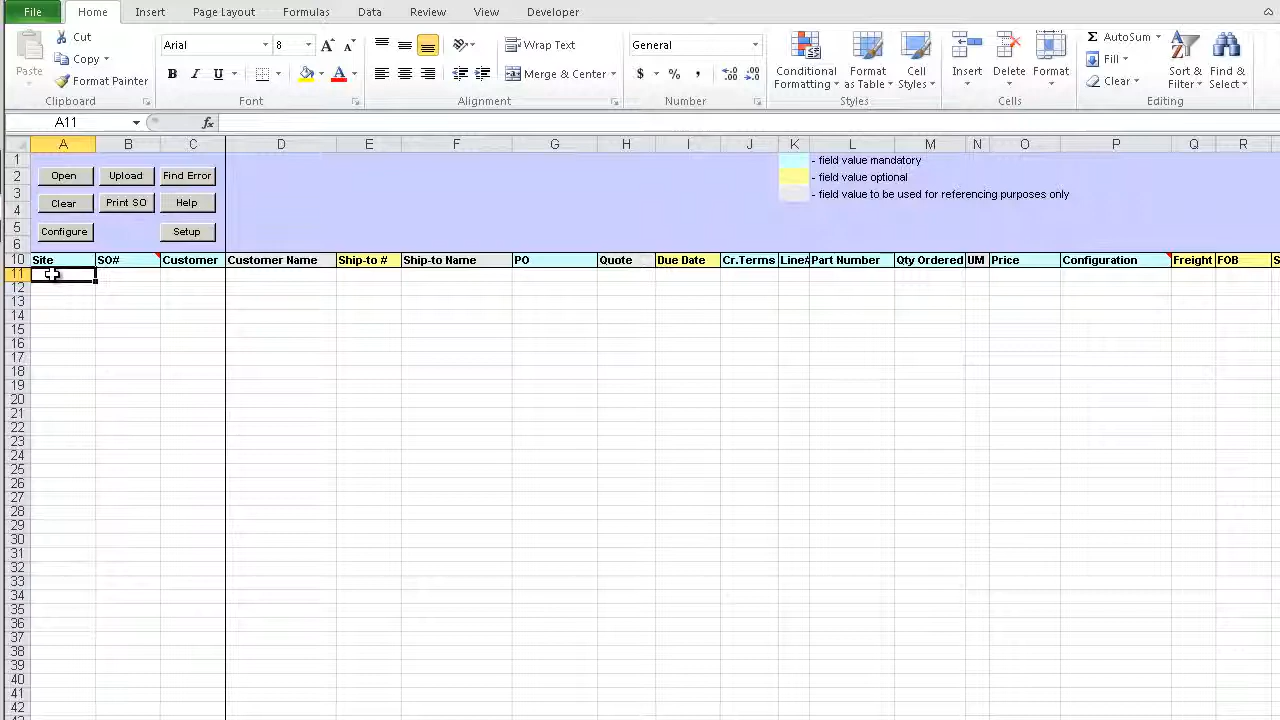 File Home Insert Page Layout Formulas Data Review View Developer
Cut
Copy
Format Painter
Paste
Clipboard
Arial 8 A A
B I U A
Font
Wrap Text
Merge & Center
Alignment
General
$ % ,
Number
Conditional Formatting
Format as Table
Cell Styles
Styles
Insert
Delete
Format
Cells
Σ AutoSum
Fill
Clear
Sort & Filter
Find & Select
Editing
A11 fx
A B C D E F G H I J K L M N O P Q R
1 - field value mandatory
2 Open Upload Find Error - field value optional
3 Clear Print SO Help - field value to be used for referencing purposes only
4
5 Configure Setup
6
10 Site SO# Customer Customer Name Ship-to # Ship-to Name PO Quote Due Date Cr.Terms Line# Part Number Qty Ordered UM Price Configuration Freight FOB S
11
12
13
14
15
16
17
18
19
20
21
22
23
24
25
26
27
28
29
30
31
32
33
34
35
36
37
38
39
40
41